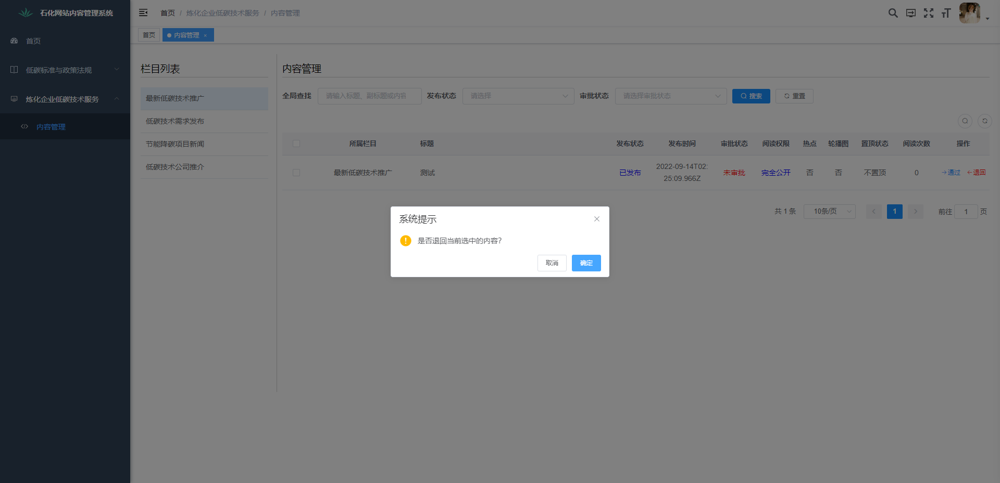 石化网站内容管理系统
首页 / 炼化企业低碳技术服务 / 内容管理
首页
内容管理 ×
首页
低碳标准与政策法规
炼化企业低碳技术服务
内容管理
栏目列表
最新低碳技术推广
低碳技术需求发布
节能降碳项目新闻
低碳技术公司推介
内容管理
全局查找 请输入标题、副标题或内容 发布状态 请选择 审批状态 请选择审批状态 搜索 重置
所属栏目 标题 发布状态 发布时间 审批状态 阅读权限 热点 轮播图 置顶状态 阅读次数 操作
最新低碳技术推广 测试 已发布 2022-09-14T02:25:09.966Z 未审批 完全公开 否 否 不置顶 0 通过 退回
共 1 条 10条/页 1 前往 1 页
系统提示
是否退回当前选中的内容?
取消 确定